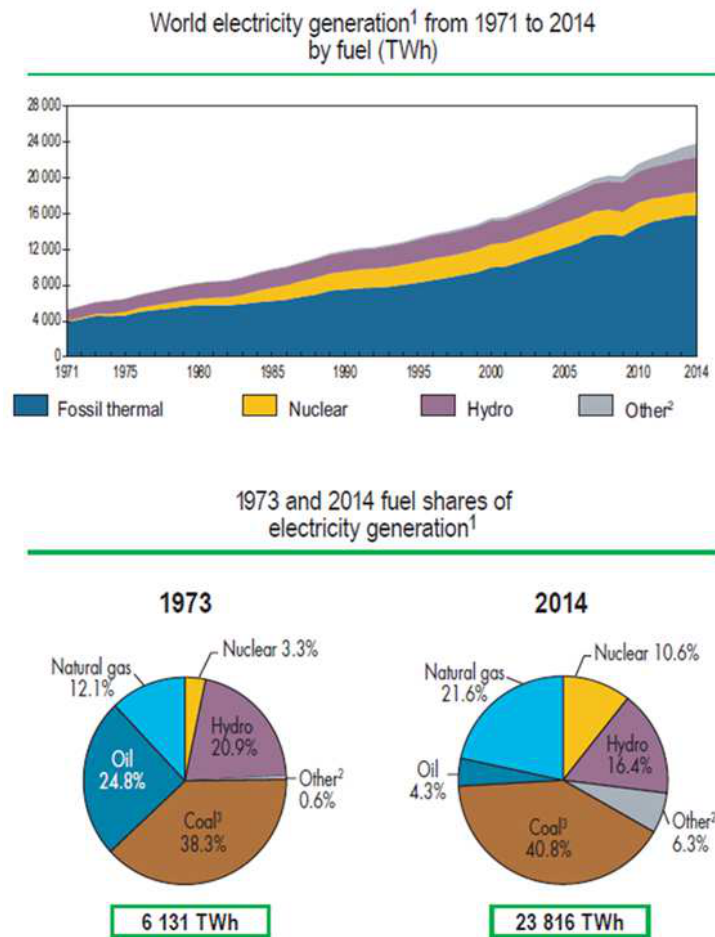 World electricity generation¹ from 1971 to 2014
by fuel (TWh)
28 000
24 000
20 000
16 000
12 000
8 000
4 000
0
1971 1975 1980 1985 1990 1995 2000 2005 2010 2014
Fossil thermal Nuclear Hydro Other²
1973 and 2014 fuel shares of
electricity generation¹
1973
Nuclear 3.3%
Natural gas
12.1%
Hydro
20.9%
Oil
24.8%
Other²
0.6%
Coal³
38.3%
6 131 TWh
2014
Nuclear 10.6%
Natural gas
21.6%
Hydro
16.4%
Oil
4.3%
Other²
6.3%
Coal³
40.8%
23 816 TWh